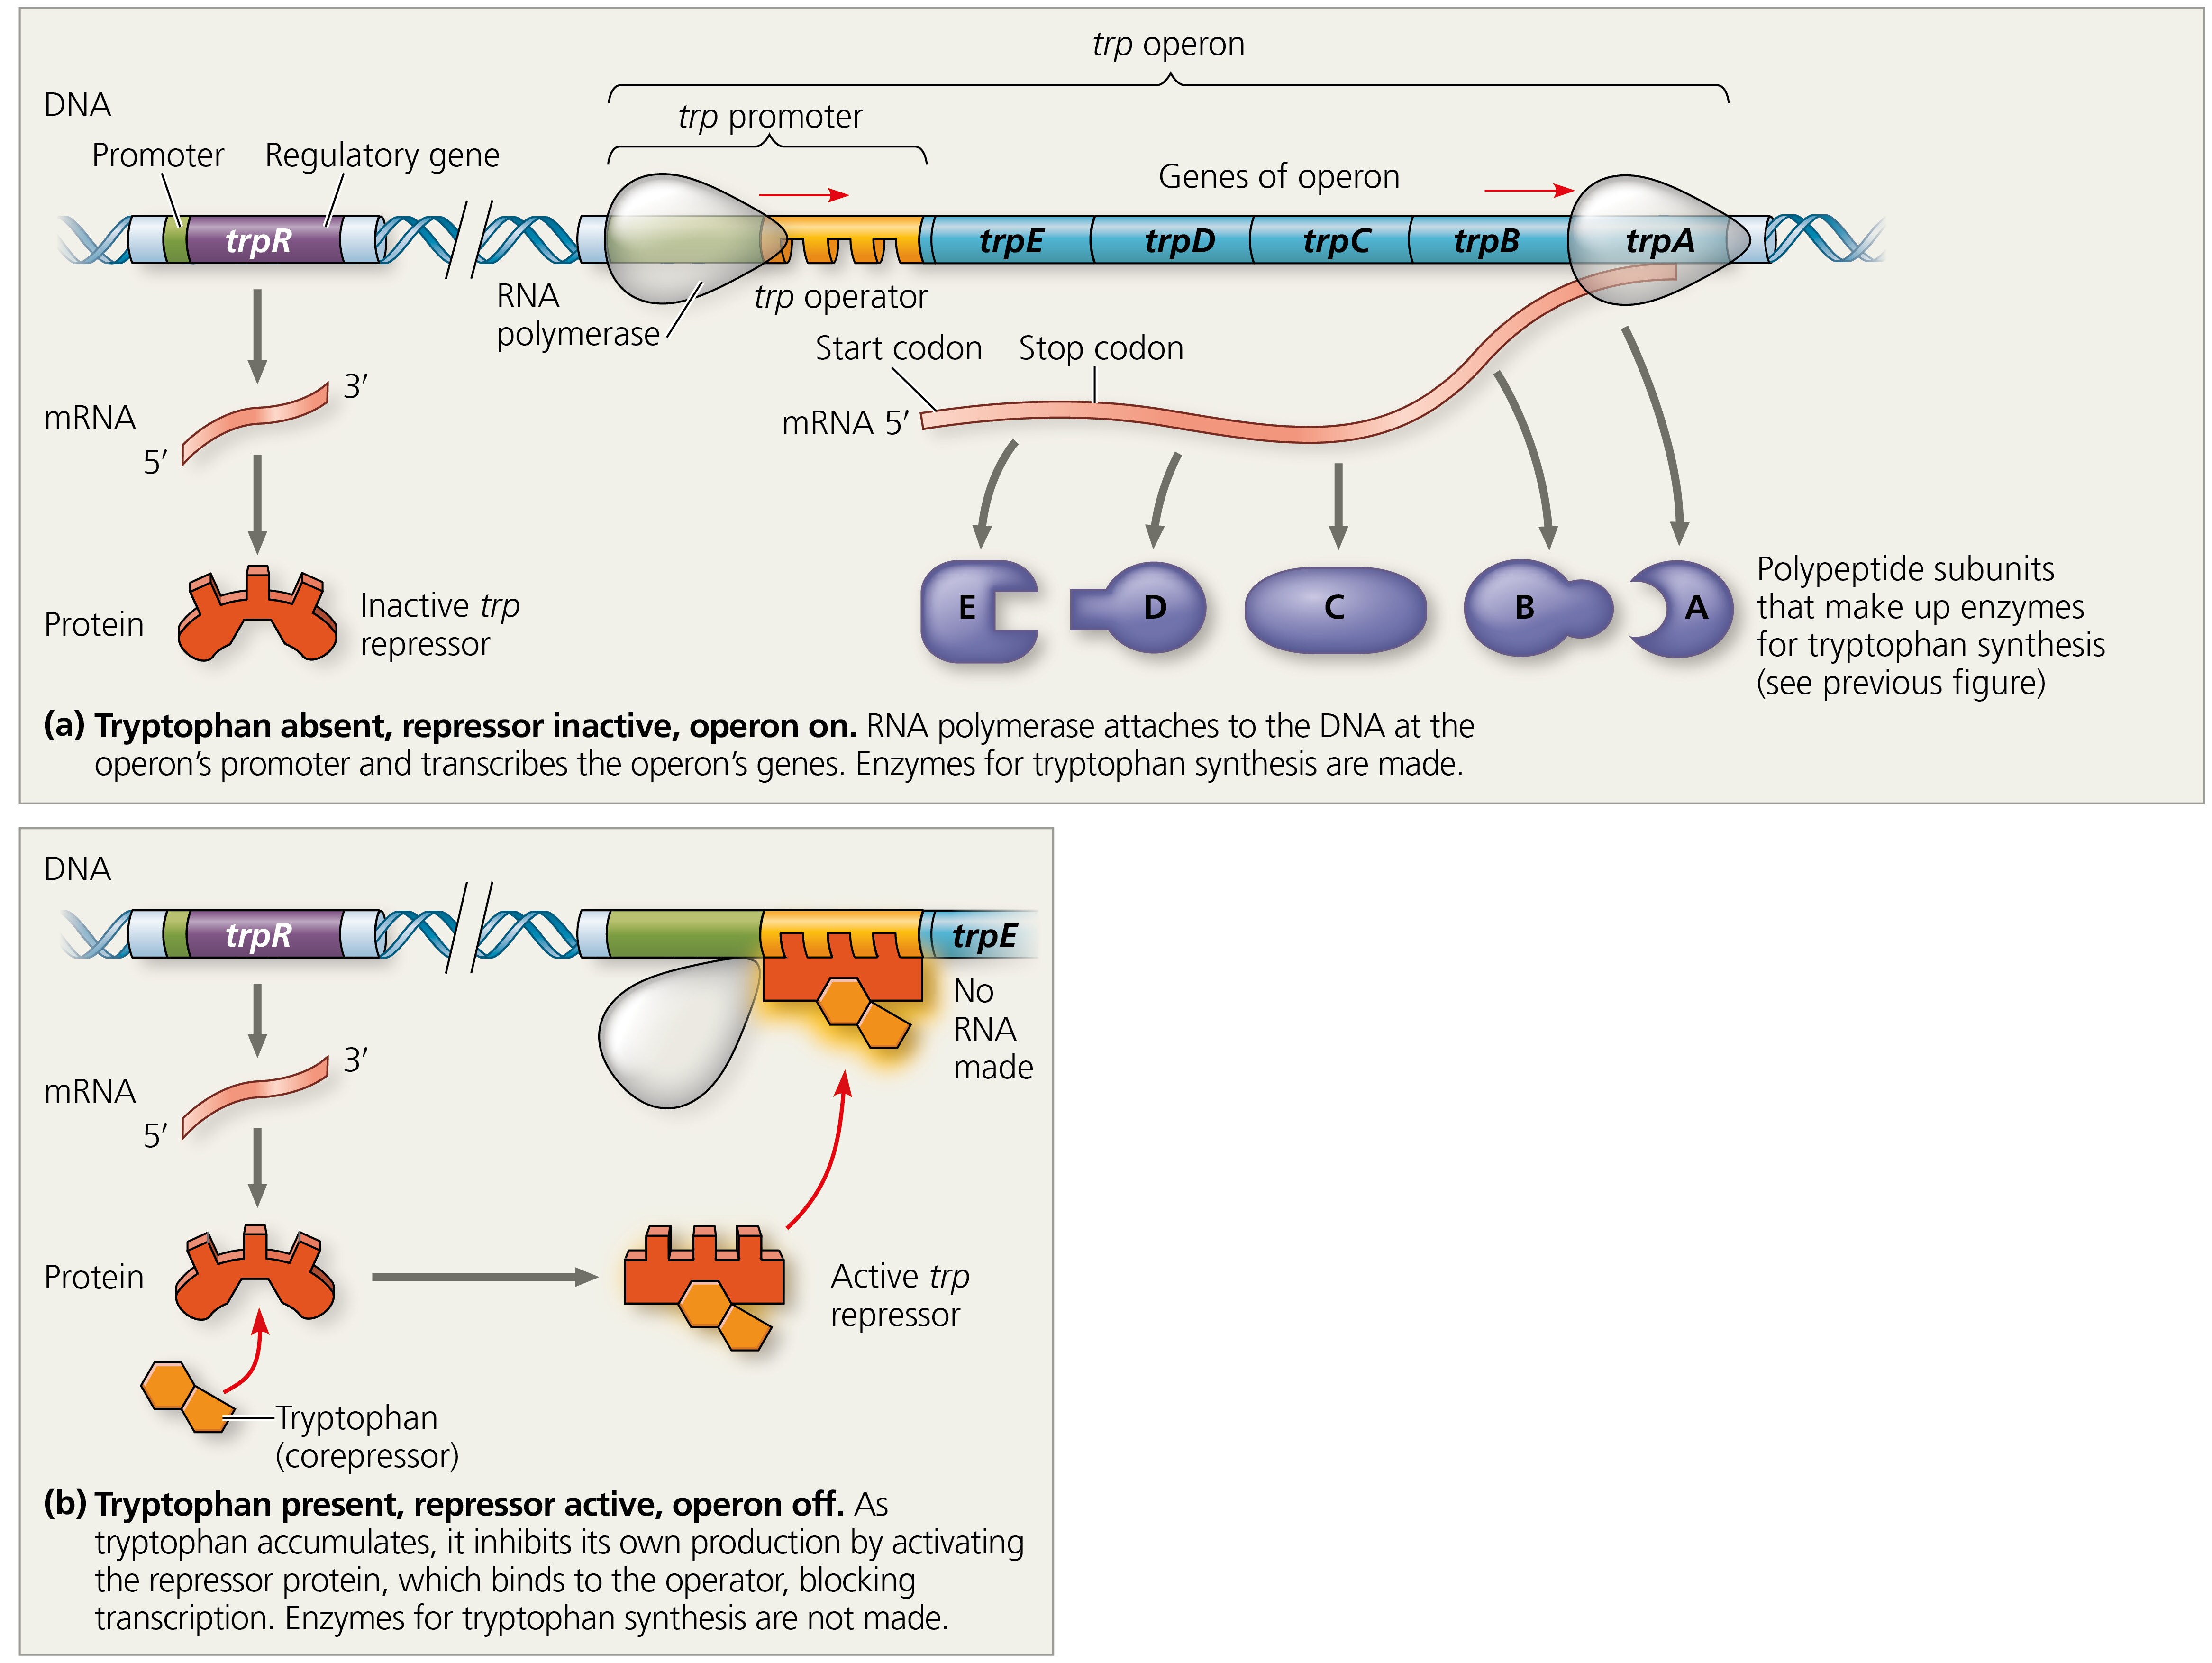 trp operon
DNA
trp promoter
Promoter
Regulatory gene
Genes of operon
trpR
trpE
trpD
trpC
trpB
trpA
RNA
polymerase
trp operator
Start codon
Stop codon
mRNA
3′
5′
mRNA 5′
Protein
Inactive trp
repressor
E
D
C
B
A
Polypeptide subunits
that make up enzymes
for tryptophan synthesis
(see previous figure)
(a) Tryptophan absent, repressor inactive, operon on. RNA polymerase attaches to the DNA at the
operon’s promoter and transcribes the operon’s genes. Enzymes for tryptophan synthesis are made.
DNA
trpR
trpE
No
RNA
made
mRNA
3′
5′
Protein
Active trp
repressor
Tryptophan
(corepressor)
(b) Tryptophan present, repressor active, operon off. As
tryptophan accumulates, it inhibits its own production by activating
the repressor protein, which binds to the operator, blocking
transcription. Enzymes for tryptophan synthesis are not made.